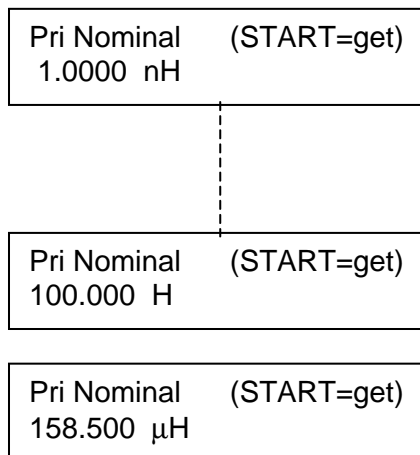 Pri Nominal (START=get)
1.0000 nH
Pri Nominal (START=get)
100.000 H
Pri Nominal (START=get)
158.500 μH